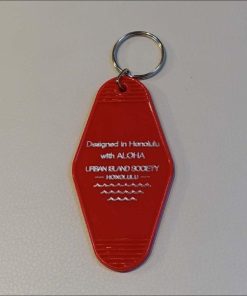 Designed in Honolulu
with ALOHA
URBAN ISLAND SOCIETY
HONOLULU